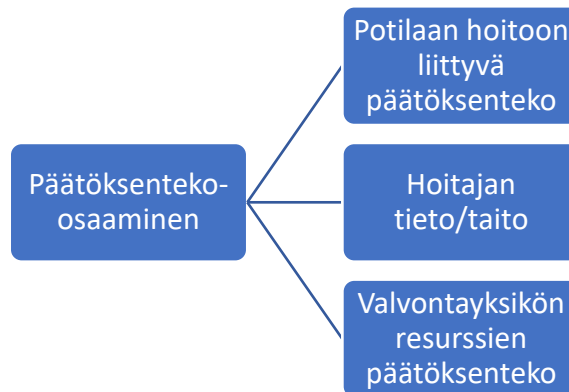 Päätöksenteko-
osaaminen
Potilaan hoitoon
liittyvä
päätöksenteko
Hoitajan
tieto/taito
Valvontayksikön
resurssien
päätöksenteko